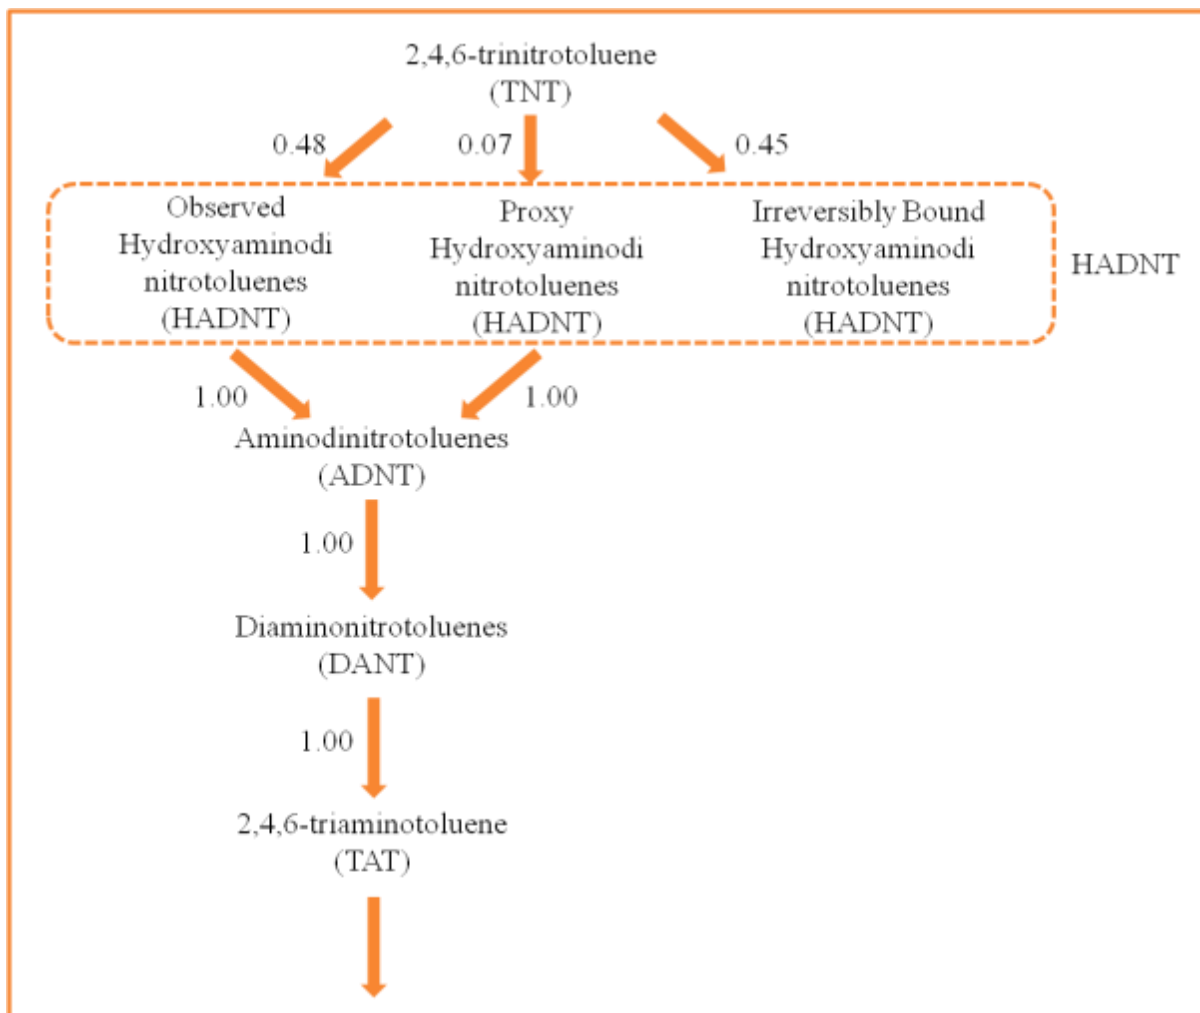 2,4,6-trinitrotoluene
(TNT)
0.48
0.07
0.45
Observed
Hydroxyaminodi
nitrotoluenes
(HADNT)
Proxy
Hydroxyaminodi
nitrotoluenes
(HADNT)
Irreversibly Bound
Hydroxyaminodi
nitrotoluenes
(HADNT)
HADNT
1.00
1.00
Aminodinitrotoluenes
(ADNT)
1.00
Diaminonitrotoluenes
(DANT)
1.00
2,4,6-triaminotoluene
(TAT)